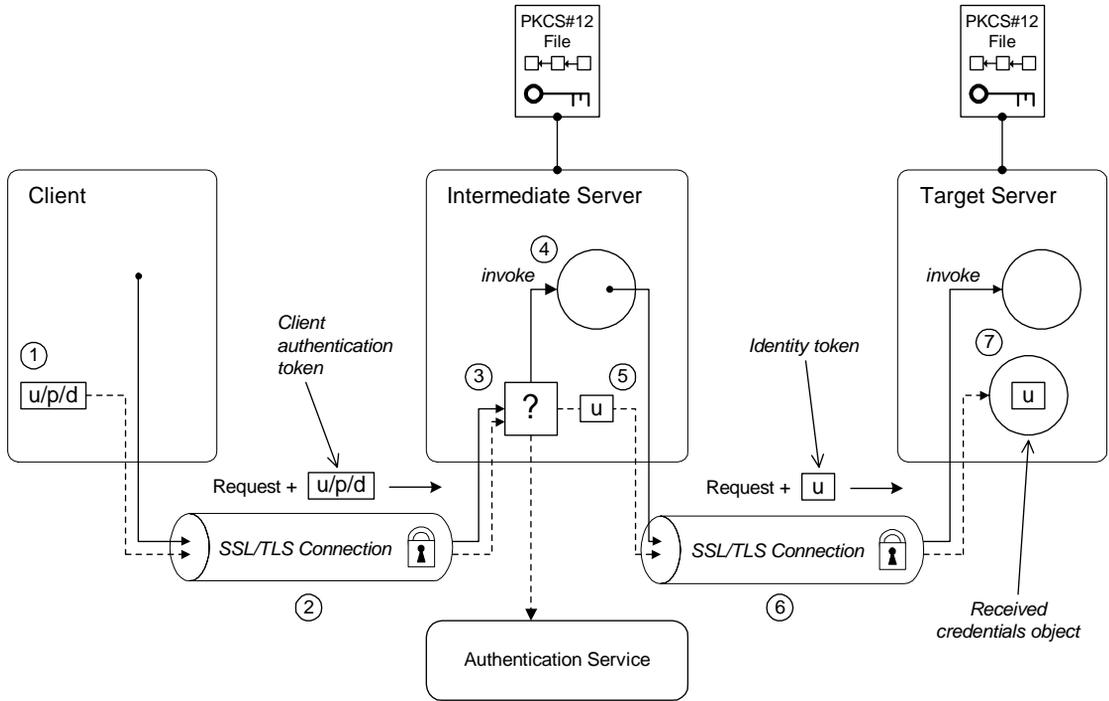 PKCS#12
File
PKCS#12
File
Client
Intermediate Server
Target Server
4
invoke
invoke
Client
authentication
token
Identity token
7
1
3
5
u/p/d
?
u
u
Request + u/p/d
Request + u
SSL/TLS Connection
SSL/TLS Connection
2
6
Received
credentials object
Authentication Service